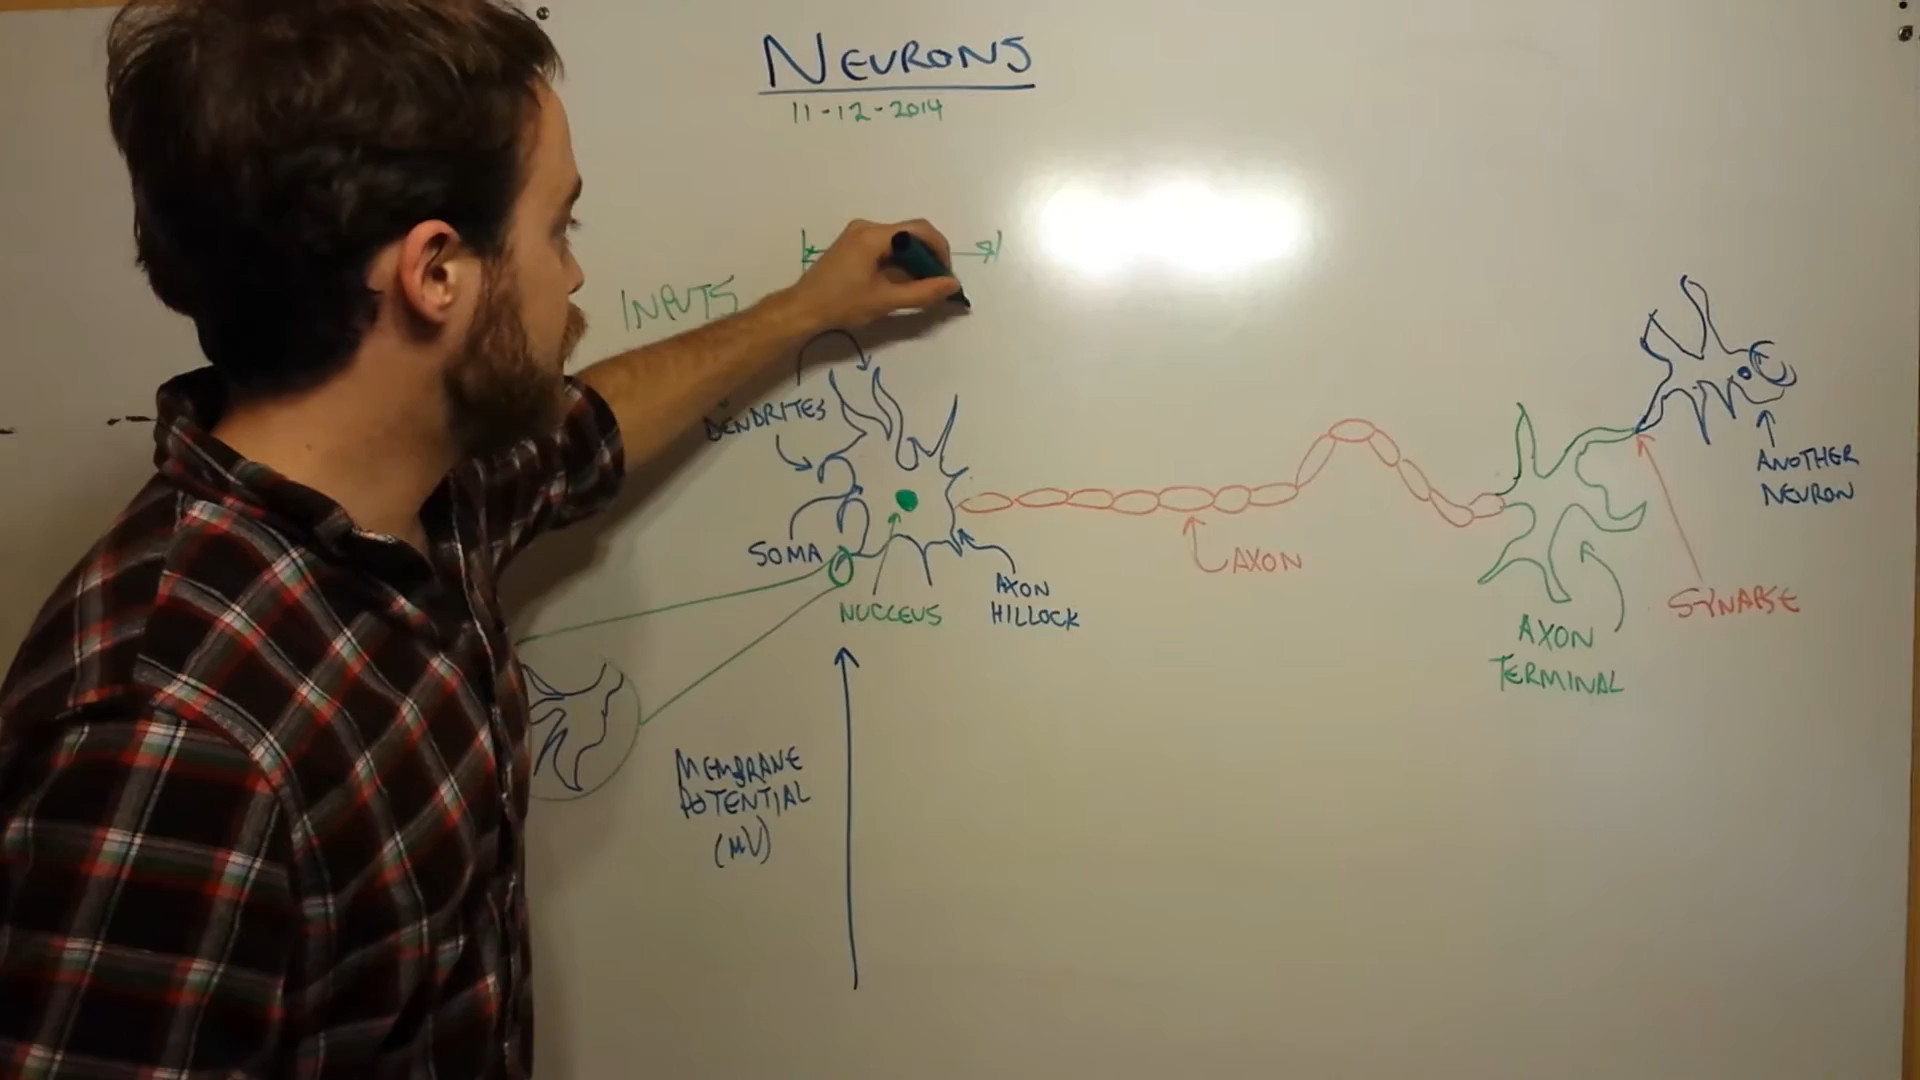 NEURONS
11-12-2014
INPUTS
DENDRITES
SOMA
NUCLEUS
AXON
HILLOCK
AXON
AXON
TERMINAL
SYNAPSE
ANOTHER
NEURON
MEMBRANE
POTENTIAL
(MV)